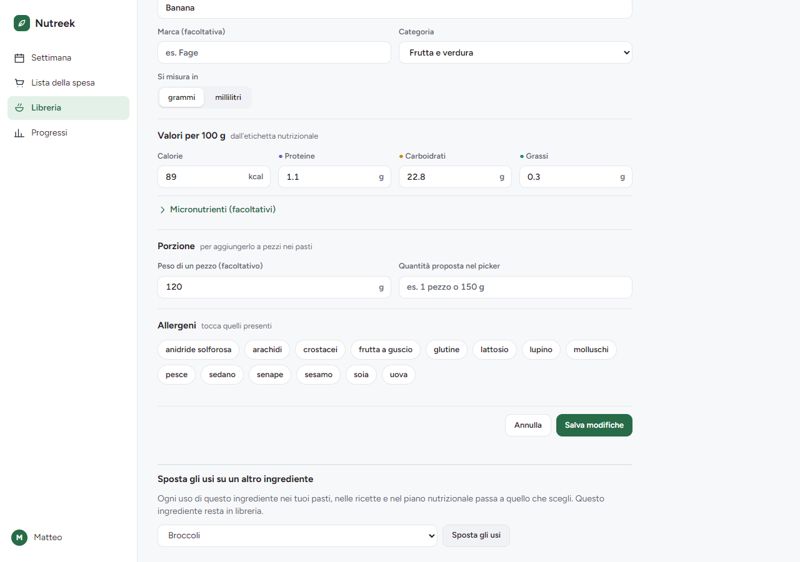 Nutreek
Settimana
Lista della spesa
Libreria
Progressi
M Matteo
Banana
Marca (facoltativa) Categoria
es. Fage Frutta e verdura
Si misura in
grammi millilitri
Valori per 100 g dall'etichetta nutrizionale
Calorie Proteine Carboidrati Grassi
89 kcal 1.1 g 22.8 g 0.3 g
Micronutrienti (facoltativi)
Porzione per aggiungerlo a pezzi nei pasti
Peso di un pezzo (facoltativo) Quantità proposta nel picker
120 g es. 1 pezzo o 150 g
Allergeni tocca quelli presenti
anidride solforosa arachidi crostacei frutta a guscio glutine lattosio lupino molluschi
pesce sedano senape sesamo soia uova
Annulla Salva modifiche
Sposta gli usi su un altro ingrediente
Ogni uso di questo ingrediente nei tuoi pasti, nelle ricette e nel piano nutrizionale passa a quello che scegli. Questo
ingrediente resta in libreria.
Broccoli Sposta gli usi